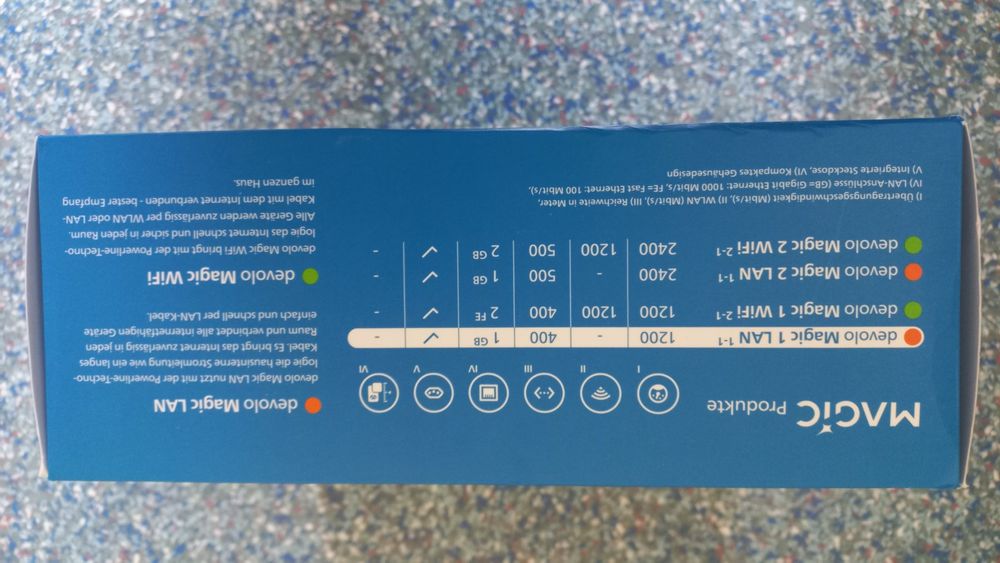 MAGIC Produkte
I II III IV V VI
devolo Magic 1 LAN 1-1 1200 - 400 1 GB ✓ -
devolo Magic 1 WiFi 2-1 1200 1200 400 2 FE ✓ -
devolo Magic 2 LAN 1-1 2400 - 500 1 GB ✓ -
devolo Magic 2 WiFi 2-1 2400 1200 500 2 GB ✓ -
I) Übertragungsgeschwindigkeit (Mbit/s), II) WLAN (Mbit/s), III) Reichweite in Meter,
IV) LAN-Anschlüsse (GB= Gigabit Ethernet: 1000 Mbit/s, FE= Fast Ethernet: 100 Mbit/s),
V) Integrierte Steckdose, VI) Kompaktes Gehäusedesign
devolo Magic LAN
devolo Magic LAN nutzt mit der Powerline-Techno-
logie die hausinterne Stromleitung wie ein langes
Kabel. Es bringt das Internet zuverlässig in jeden
Raum und verbindet alle internetfähigen Geräte
einfach und schnell per LAN-Kabel.
devolo Magic WiFi
devolo Magic WiFi bringt mit der Powerline-Techno-
logie das Internet schnell und sicher in jeden Raum.
Alle Geräte werden zuverlässig per WLAN oder LAN-
Kabel mit dem Internet verbunden - bester Empfang
im ganzen Haus.